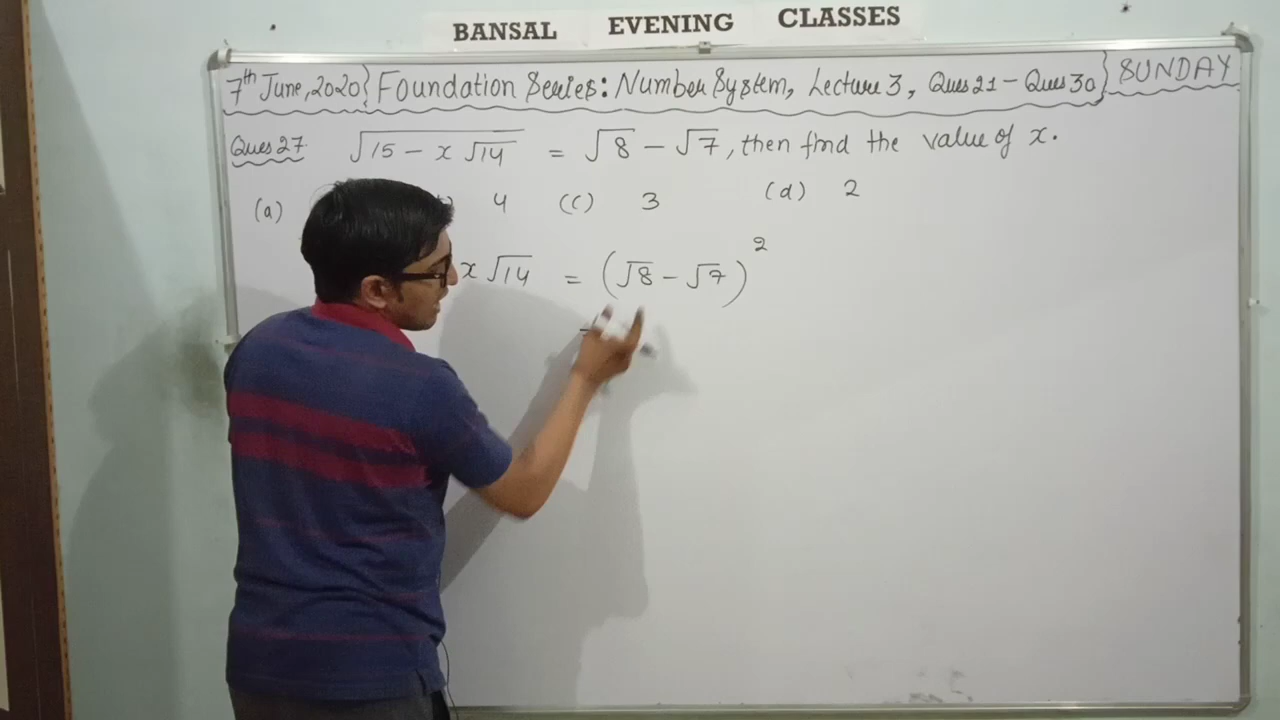 BANSAL EVENING CLASSES
7th June, 2020} Foundation Series: Number System, Lecture 3, Ques 21 - Ques 30} SUNDAY
Ques 27 √(15 - x √14) = √8 - √7, then find the value of x.
(a) 4 (c) 3 (d) 2
x √14 = (√8 - √7)²